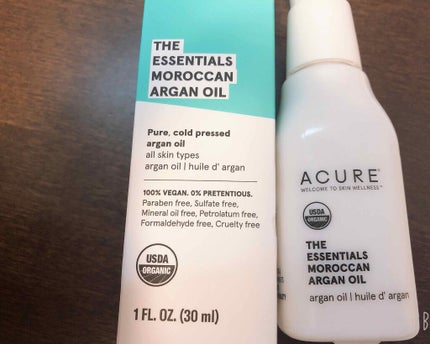 THE
ESSENTIALS
MOROCCAN
ARGAN OIL
Pure, cold pressed
argan oil
all skin types
argan oil | huile d' argan
100% VEGAN. 0% PRETENTIOUS.
Paraben free, Sulfate free,
Mineral oil free, Petrolatum free,
Formaldehyde free, Cruelty free
USDA
ORGANIC
1 FL. OZ. (30 ml)
ACURE
WELCOME TO SKIN WELLNESS™
USDA
ORGANIC
THE
ESSENTIALS
MOROCCAN
ARGAN OIL
argan oil | huile d' argan